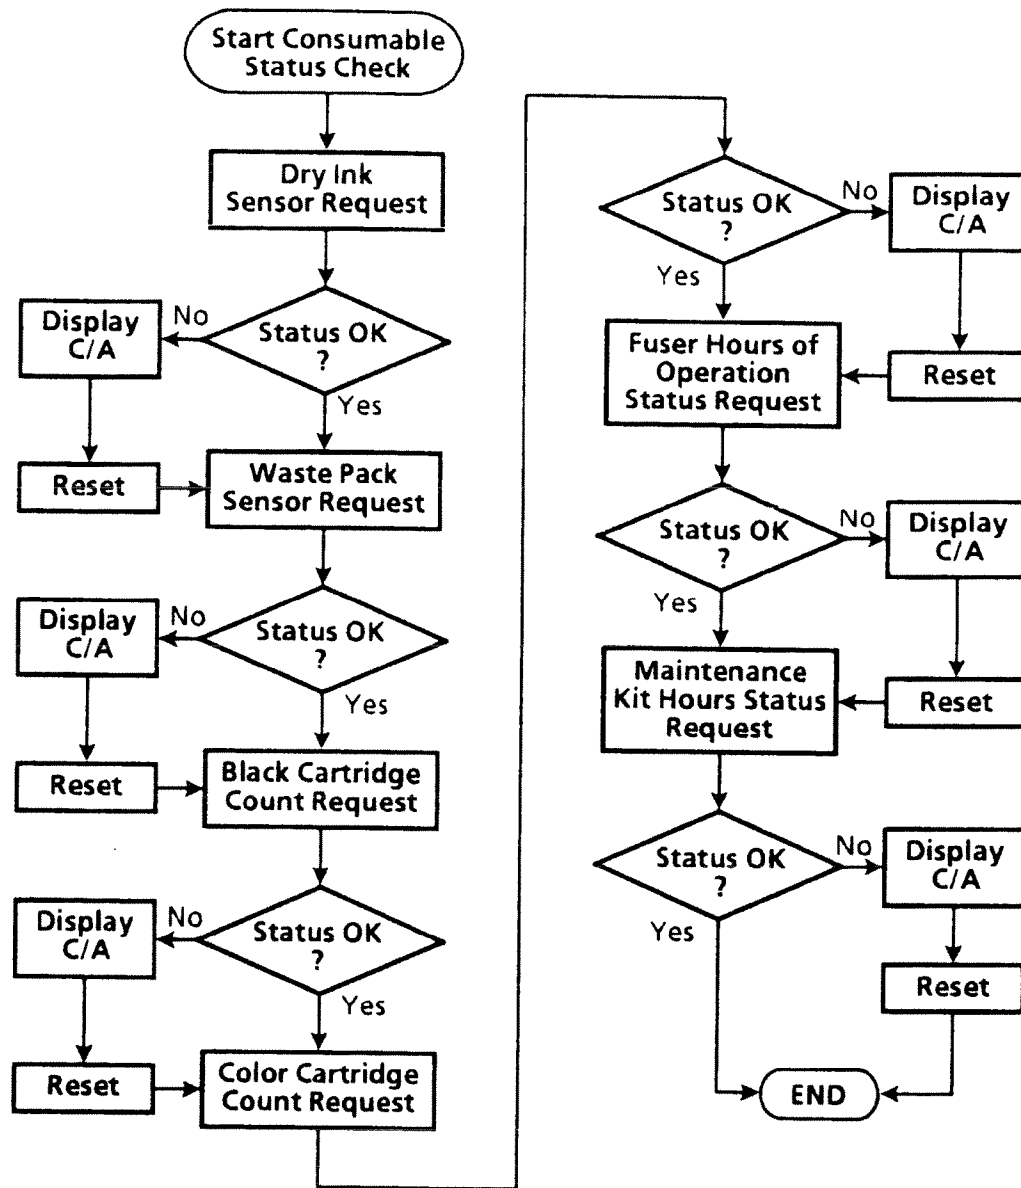 Start Consumable
Status Check
Dry Ink
Sensor Request
Status OK
?
No
Display
C/A
Reset
Yes
Waste Pack
Sensor Request
Status OK
?
No
Display
C/A
Reset
Yes
Black Cartridge
Count Request
Status OK
?
No
Display
C/A
Reset
Yes
Color Cartridge
Count Request
Status OK
?
No
Display
C/A
Reset
Yes
Fuser Hours of
Operation
Status Request
Status OK
?
No
Display
C/A
Reset
Yes
Maintenance
Kit Hours Status
Request
Status OK
?
No
Display
C/A
Reset
Yes
END